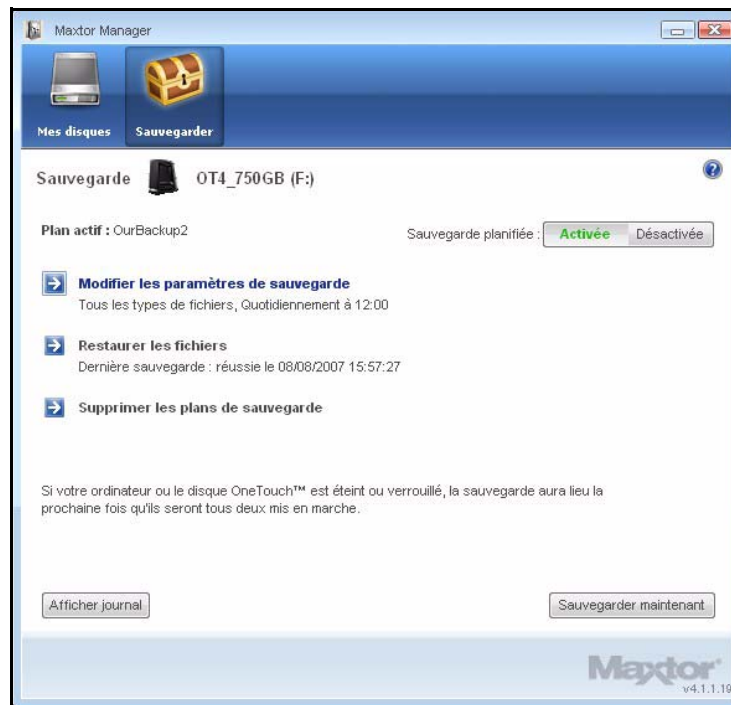 Maxtor Manager
Mes disques
Sauvegarder
Sauvegarde OT4_750GB (F:)
Plan actif : OurBackup2
Sauvegarde planifiée : Activée Désactivée
Modifier les paramètres de sauvegarde
Tous les types de fichiers, Quotidiennement à 12:00
Restaurer les fichiers
Dernière sauvegarde : réussie le 08/08/2007 15:57:27
Supprimer les plans de sauvegarde
Si votre ordinateur ou le disque OneTouch™ est éteint ou verrouillé, la sauvegarde aura lieu la
prochaine fois qu'ils seront tous deux mis en marche.
Afficher journal
Sauvegarder maintenant
Maxtor
v4.1.1.19